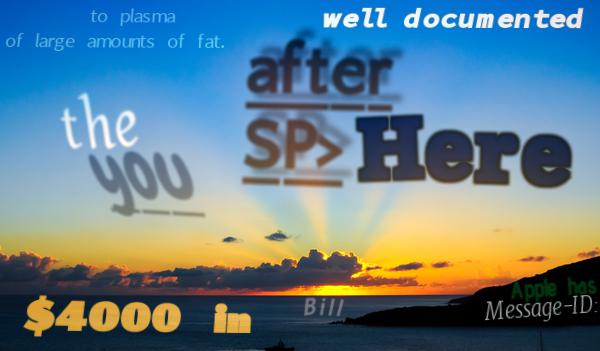 to plasma
of large amounts of fat.
well documented
after
SP>
Here
the
you
$4000 in
Bill
Apple has
Message-ID: